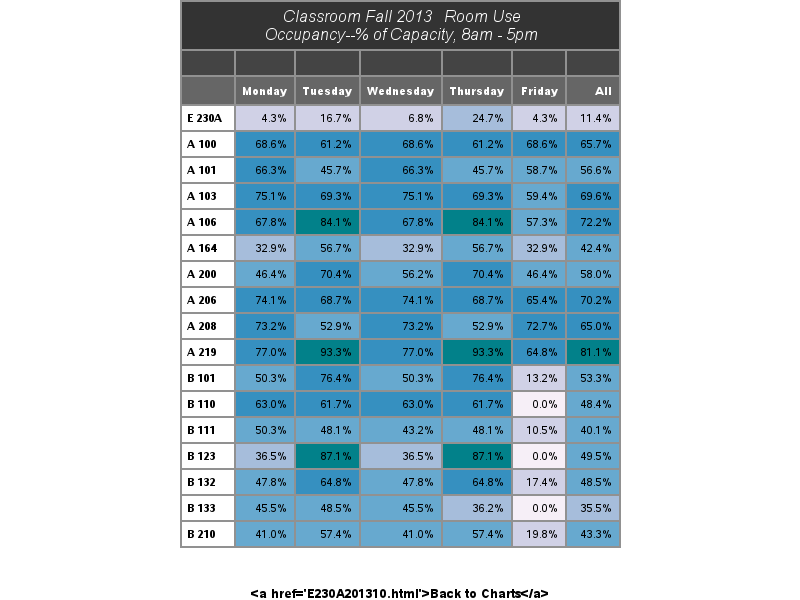 Classroom Fall 2013   Room Use
Occupancy--% of Capacity, 8am - 5pm
Monday Tuesday Wednesday Thursday Friday All
E 230A 4.3% 16.7% 6.8% 24.7% 4.3% 11.4%
A 100 68.6% 61.2% 68.6% 61.2% 68.6% 65.7%
A 101 66.3% 45.7% 66.3% 45.7% 58.7% 56.6%
A 103 75.1% 69.3% 75.1% 69.3% 59.4% 69.6%
A 106 67.8% 84.1% 67.8% 84.1% 57.3% 72.2%
A 164 32.9% 56.7% 32.9% 56.7% 32.9% 42.4%
A 200 46.4% 70.4% 56.2% 70.4% 46.4% 58.0%
A 206 74.1% 68.7% 74.1% 68.7% 65.4% 70.2%
A 208 73.2% 52.9% 73.2% 52.9% 72.7% 65.0%
A 219 77.0% 93.3% 77.0% 93.3% 64.8% 81.1%
B 101 50.3% 76.4% 50.3% 76.4% 13.2% 53.3%
B 110 63.0% 61.7% 63.0% 61.7% 0.0% 48.4%
B 111 50.3% 48.1% 43.2% 48.1% 10.5% 40.1%
B 123 36.5% 87.1% 36.5% 87.1% 0.0% 49.5%
B 132 47.8% 64.8% 47.8% 64.8% 17.4% 48.5%
B 133 45.5% 48.5% 45.5% 36.2% 0.0% 35.5%
B 210 41.0% 57.4% 41.0% 57.4% 19.8% 43.3%
<a href='E230A201310.html'>Back to Charts</a>